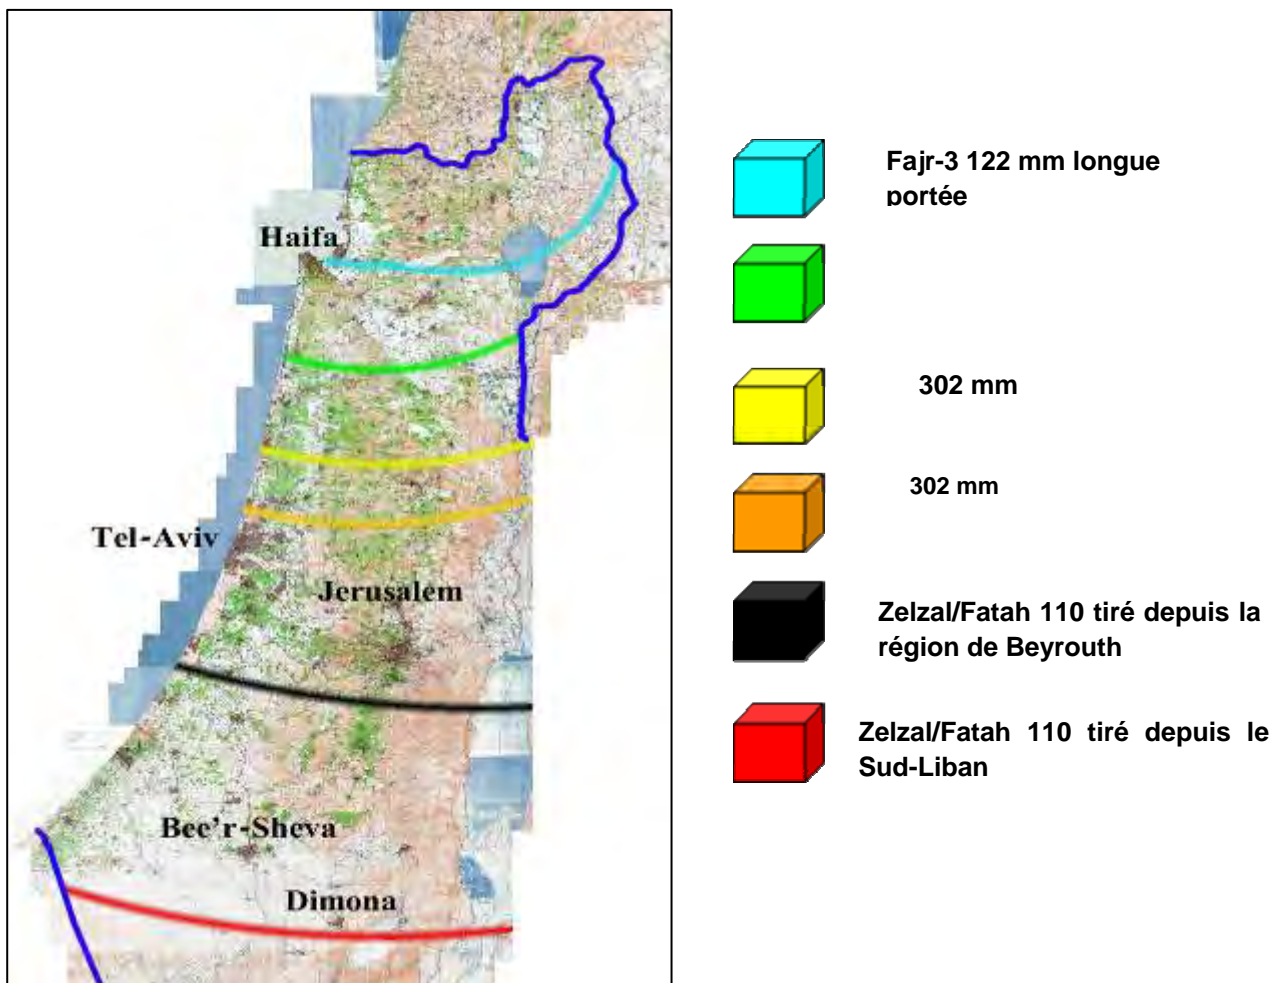 Haifa
Tel-Aviv
Jerusalem
Bee'r-Sheva
Dimona
Fajr-3 122 mm longue
portée
302 mm
302 mm
Zelzal/Fatah 110 tiré depuis la
région de Beyrouth
Zelzal/Fatah 110 tiré depuis le
Sud-Liban